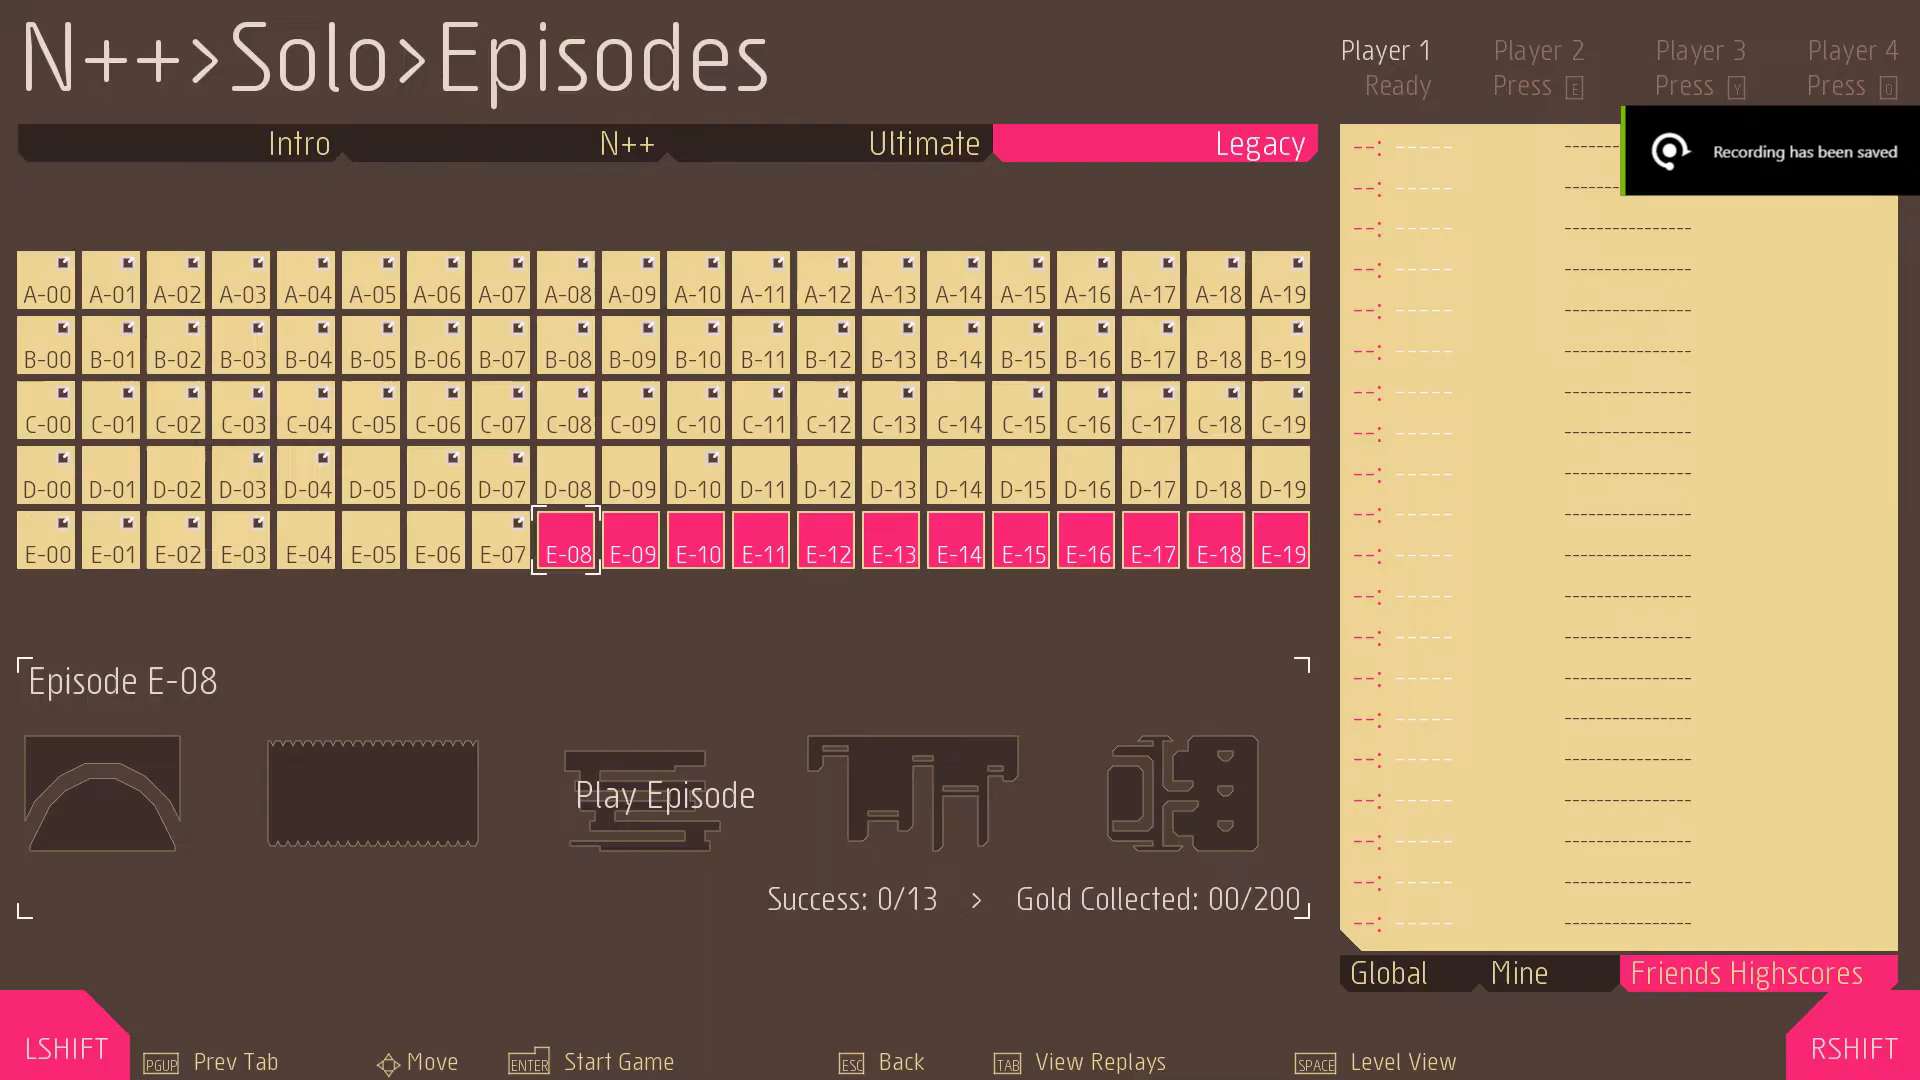 N++>Solo>Episodes
Player 1 Player 2 Player 3 Player 4
Ready Press E Press Y Press O
Recording has been saved
Intro N++ Ultimate Legacy
A-00 A-01 A-02 A-03 A-04 A-05 A-06 A-07 A-08 A-09 A-10 A-11 A-12 A-13 A-14 A-15 A-16 A-17 A-18 A-19
B-00 B-01 B-02 B-03 B-04 B-05 B-06 B-07 B-08 B-09 B-10 B-11 B-12 B-13 B-14 B-15 B-16 B-17 B-18 B-19
C-00 C-01 C-02 C-03 C-04 C-05 C-06 C-07 C-08 C-09 C-10 C-11 C-12 C-13 C-14 C-15 C-16 C-17 C-18 C-19
D-00 D-01 D-02 D-03 D-04 D-05 D-06 D-07 D-08 D-09 D-10 D-11 D-12 D-13 D-14 D-15 D-16 D-17 D-18 D-19
E-00 E-01 E-02 E-03 E-04 E-05 E-06 E-07 E-08 E-09 E-10 E-11 E-12 E-13 E-14 E-15 E-16 E-17 E-18 E-19
Episode E-08
Play Episode
Success: 0/13 > Gold Collected: 00/200
Global Mine Friends Highscores
LSHIFT PGUP Prev Tab Move ENTER Start Game ESC Back TAB View Replays SPACE Level View RSHIFT